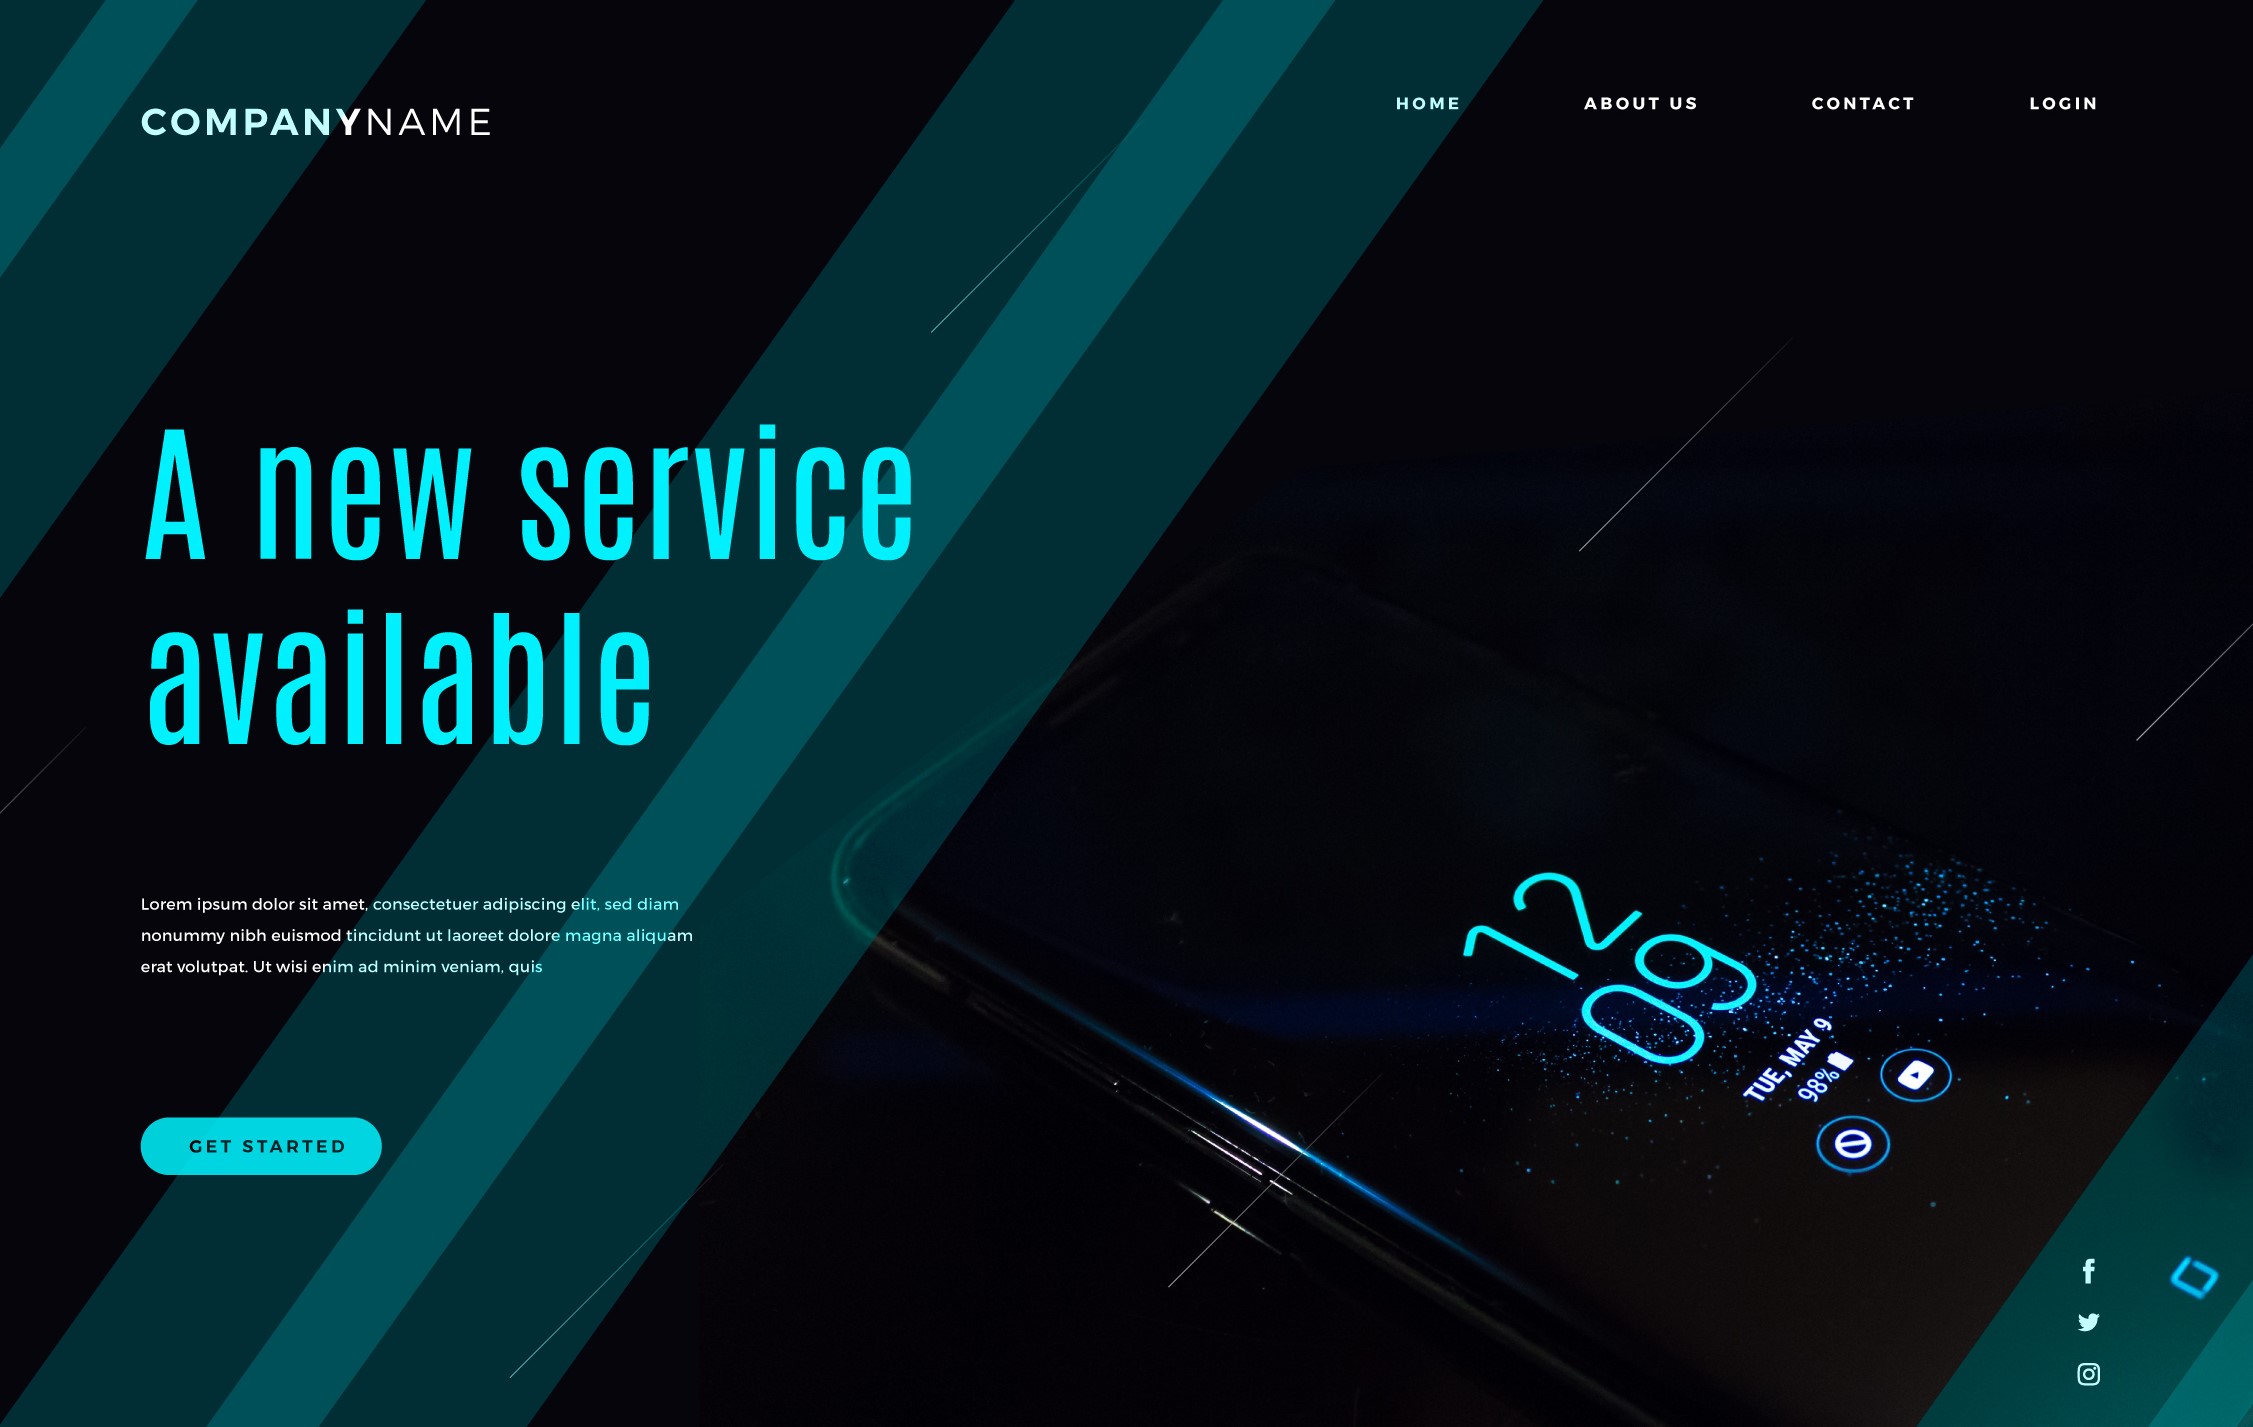 COMPANYNAME
HOME
ABOUT US
CONTACT
LOGIN
A new service
available
Lorem ipsum dolor sit amet, consectetuer adipiscing elit, sed diam
nonummy nibh euismod tincidunt ut laoreet dolore magna aliquam
erat volutpat. Ut wisi enim ad minim veniam, quis
GET STARTED
12
09
TUE, MAY 9
98%